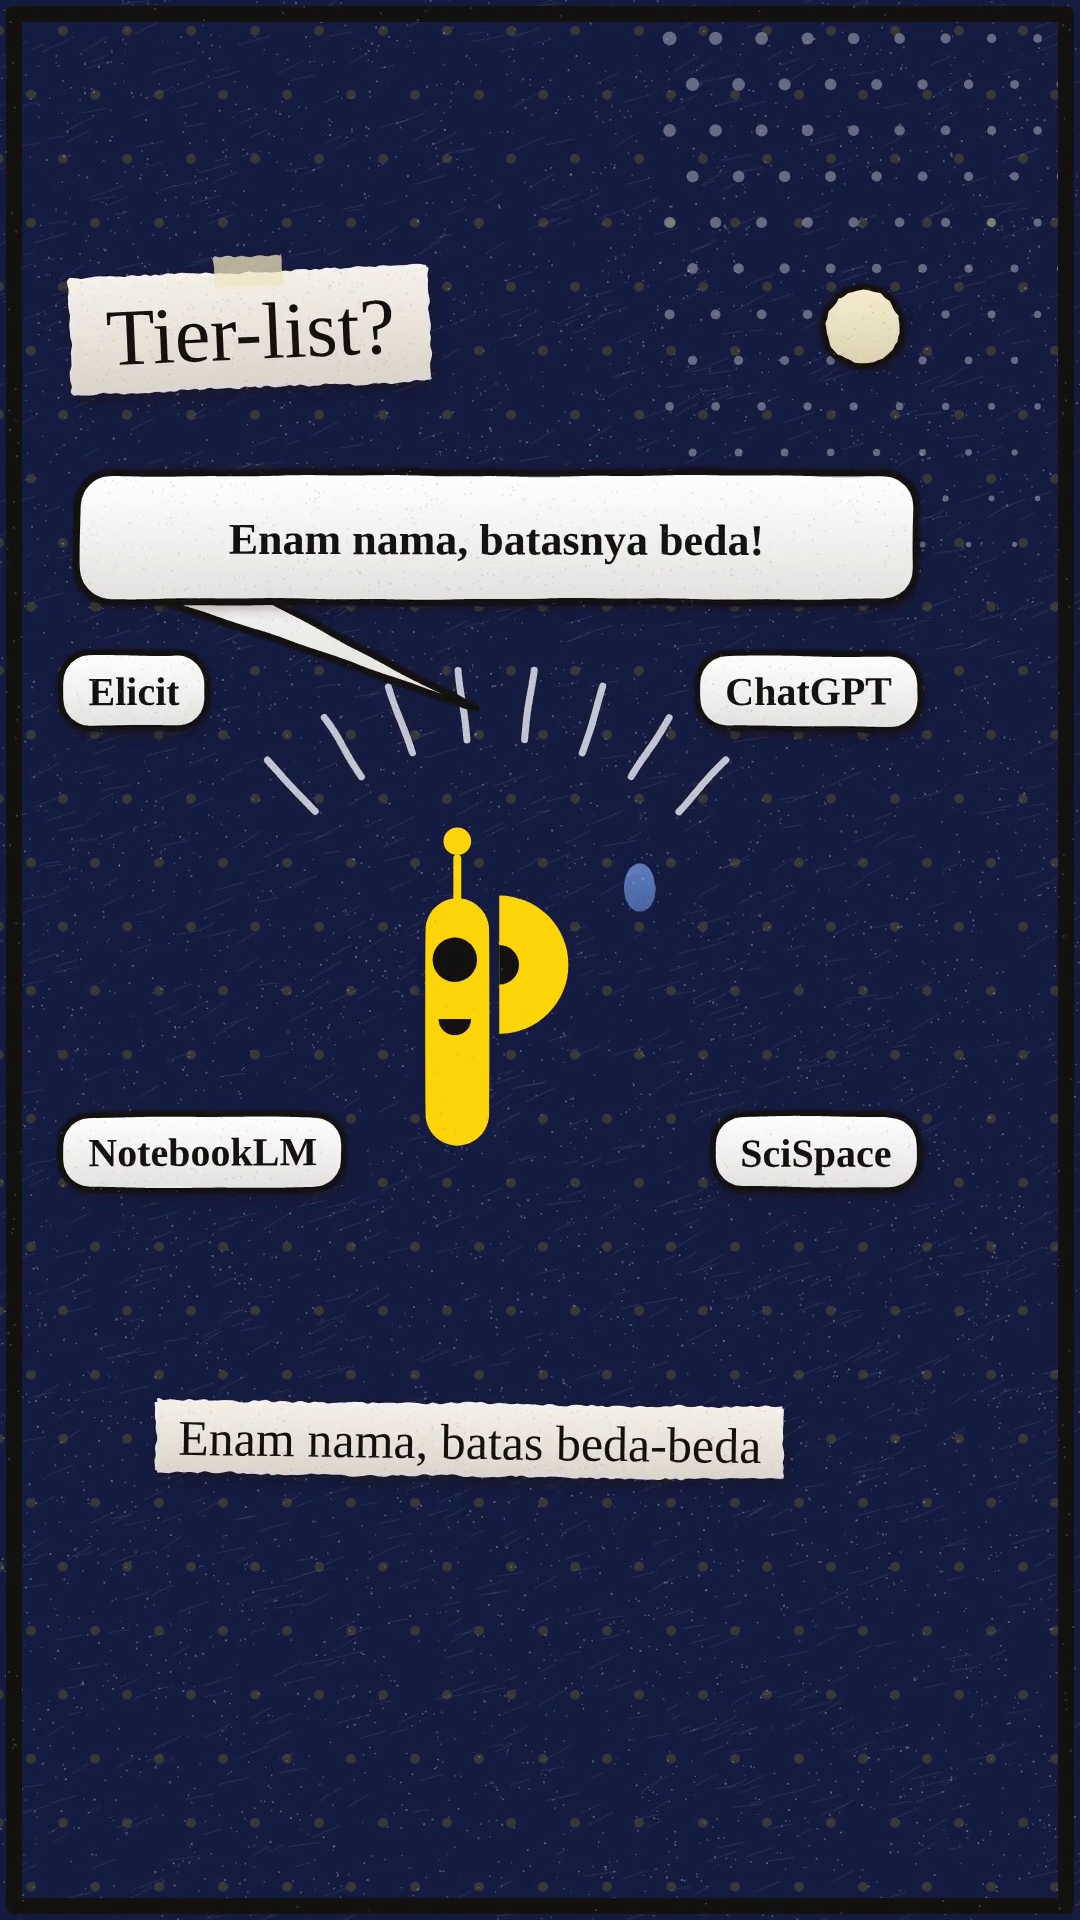 Tier-list?
Enam nama, batasnya beda!
Elicit
ChatGPT
NotebookLM
SciSpace
Enam nama, batas beda-beda